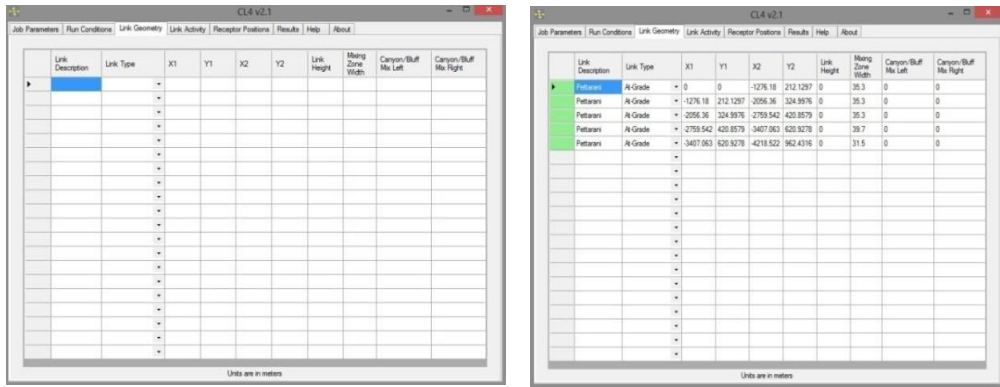 CL4 v2.1
Job Parameters Run Conditions Link Geometry Link Activity Receptor Positions Results Help About
Link Description Link Type X1 Y1 X2 Y2 Link Height Mixing Zone Width Canyon/Bluff Mix Left Canyon/Bluff Mix Right
Units are in meters
CL4 v2.1
Job Parameters Run Conditions Link Geometry Link Activity Receptor Positions Results Help About
Link Description Link Type X1 Y1 X2 Y2 Link Height Mixing Zone Width Canyon/Bluff Mix Left Canyon/Bluff Mix Right
Pettarani At-Grade 0 0 -1276.18 212.1297 0 35.3 0 0
Pettarani At-Grade -1276.18 212.1297 -2056.36 324.9976 0 35.3 0 0
Pettarani At-Grade -2056.36 324.9976 -2759.542 420.8579 0 35.3 0 0
Pettarani At-Grade -2759.542 420.8579 -3407.063 620.9278 0 39.7 0 0
Pettarani At-Grade -3407.063 620.9278 -4218.522 962.4316 0 31.5 0 0
Units are in meters